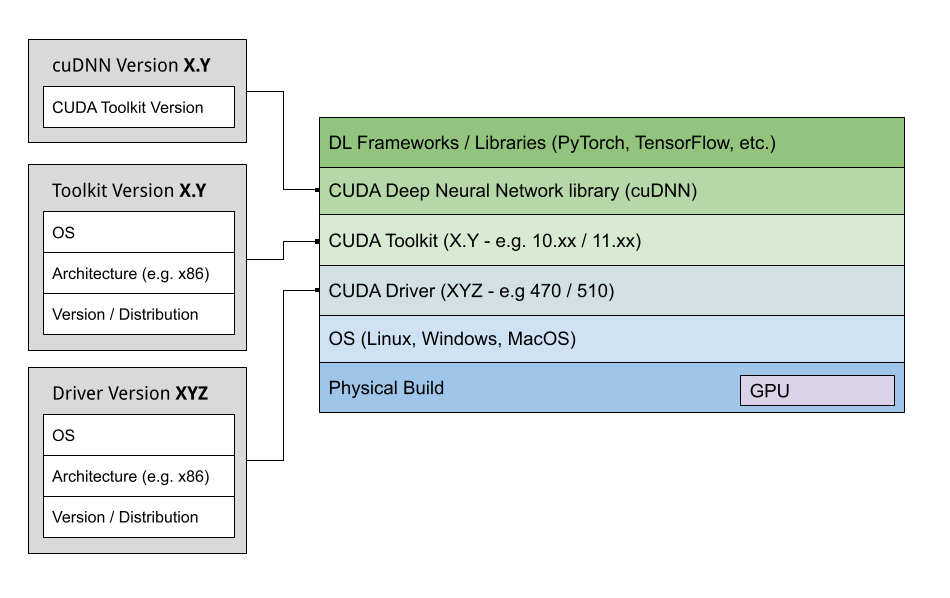 cuDNN Version X.Y
CUDA Toolkit Version
Toolkit Version X.Y
OS
Architecture (e.g. x86)
Version / Distribution
Driver Version XYZ
OS
Architecture (e.g. x86)
Version / Distribution
DL Frameworks / Libraries (PyTorch, TensorFlow, etc.)
CUDA Deep Neural Network library (cuDNN)
CUDA Toolkit (X.Y - e.g. 10.xx / 11.xx)
CUDA Driver (XYZ - e.g 470 / 510)
OS (Linux, Windows, MacOS)
Physical Build
GPU